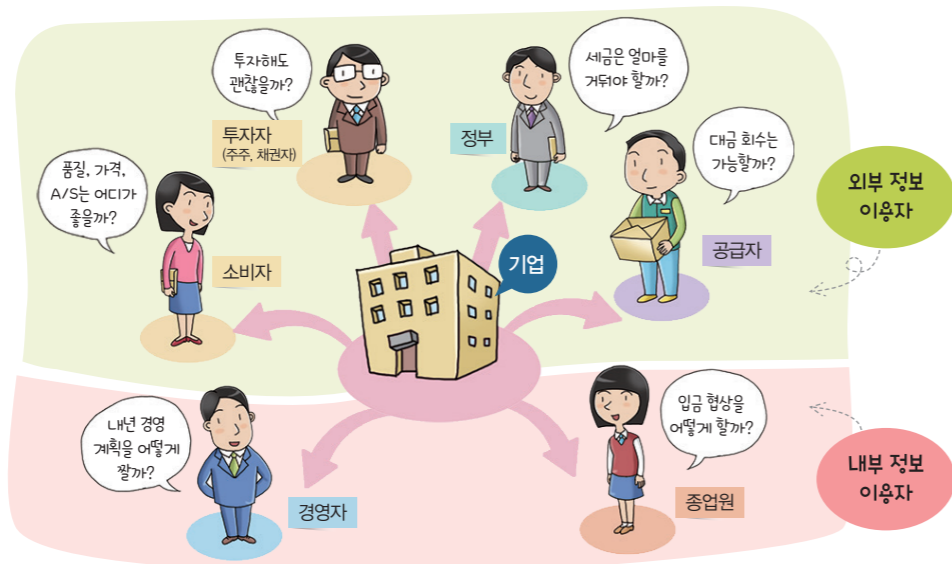 투자해도
괜찮을까?
투자자
(주주, 채권자)
세금은 얼마를
거둬야 할까?
정부
대금 회수는
가능할까?
공급자
품질, 가격,
A/S는 어디가
좋을까?
소비자
기업
외부 정보
이용자
내년 경영
계획을 어떻게
짤까?
경영자
임금 협상을
어떻게 할까?
종업원
내부 정보
이용자